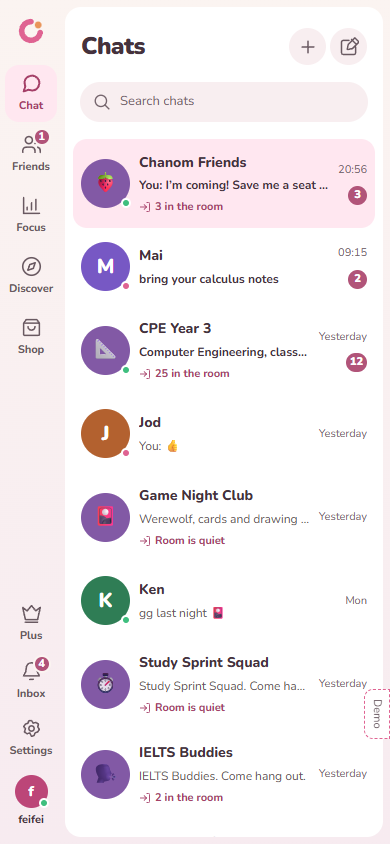 Chats
Search chats
Chat
1
Friends
Focus
Discover
Shop
Plus
4
Inbox
Settings
f
feifei
Chanom Friends
20:56
You: I'm coming! Save me a seat ...
3
3 in the room
M
Mai
09:15
bring your calculus notes
2
CPE Year 3
Yesterday
Computer Engineering, class...
12
25 in the room
J
Jod
Yesterday
You: 👍
Game Night Club
Yesterday
Werewolf, cards and drawing ...
Room is quiet
K
Ken
Mon
gg last night 🎴
Study Sprint Squad
Yesterday
Study Sprint Squad. Come ha...
Room is quiet
Demo
IELTS Buddies
Yesterday
IELTS Buddies. Come hang out.
2 in the room